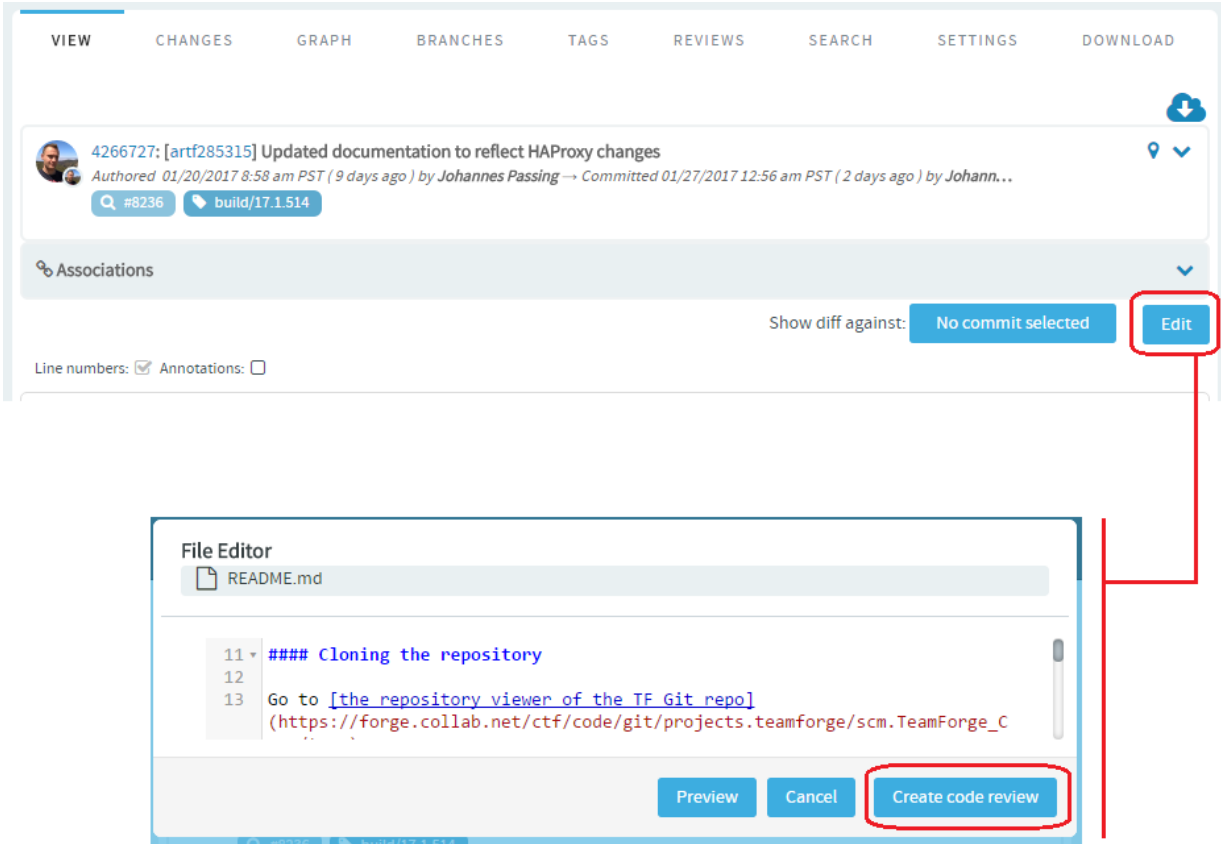 VIEW CHANGES GRAPH BRANCHES TAGS REVIEWS SEARCH SETTINGS DOWNLOAD
4266727: [artf285315] Updated documentation to reflect HAProxy changes
Authored 01/20/2017 8:58 am PST ( 9 days ago ) by Johannes Passing → Committed 01/27/2017 12:56 am PST ( 2 days ago ) by Johann...
#8236 build/17.1.514
Associations
Show diff against: No commit selected Edit
Line numbers: Annotations:
File Editor
README.md
11 #### Cloning the repository
12
13 Go to [the repository viewer of the TF Git repo]
(https://forge.collab.net/ctf/code/git/projects.teamforge/scm.TeamForge_C
Preview Cancel Create code review
#8236 build/17.1.514